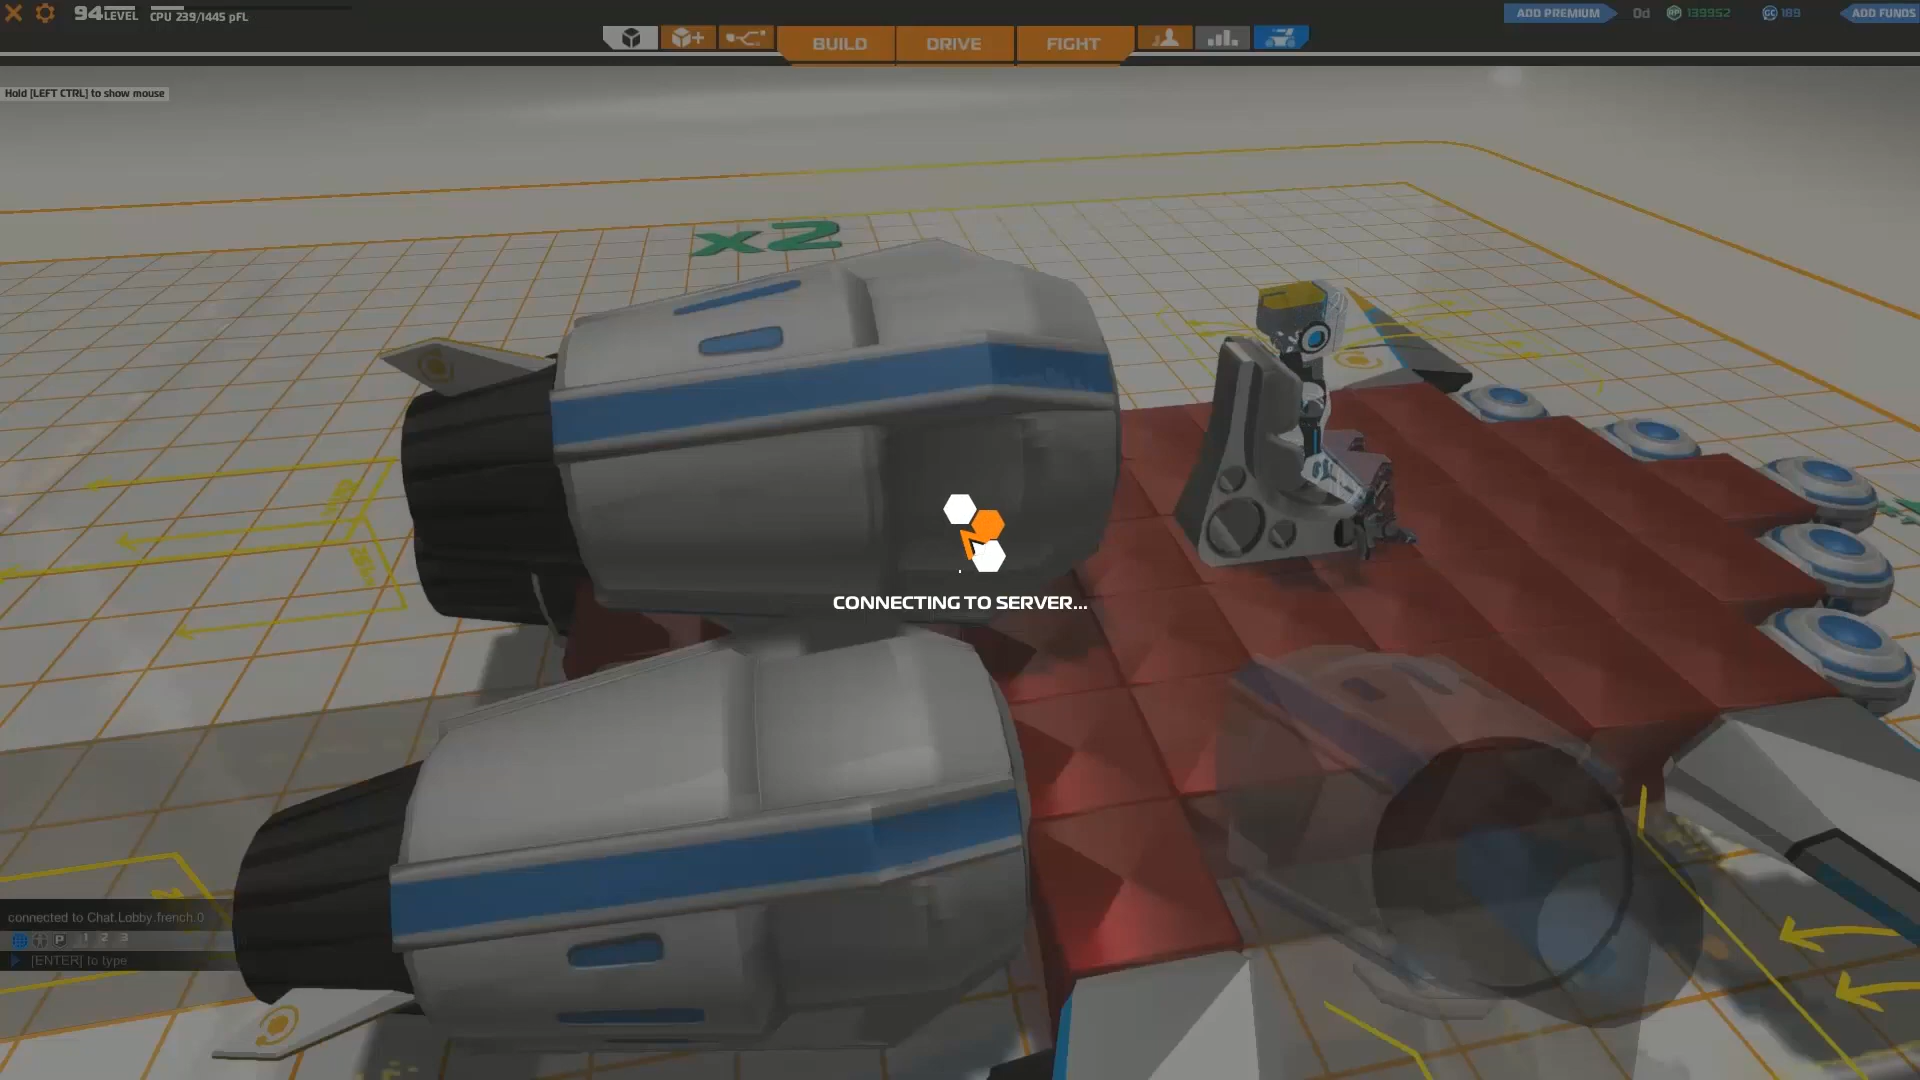 94 LEVEL CPU 239/1445 pFL
ADD PREMIUM 0d RP 139952 GC 189 ADD FUNDS
BUILD DRIVE FIGHT
Hold [LEFT CTRL] to show mouse
x2
CONNECTING TO SERVER...
connected to Chat.Lobby.french.0
P 1 2 3
[ENTER] to type